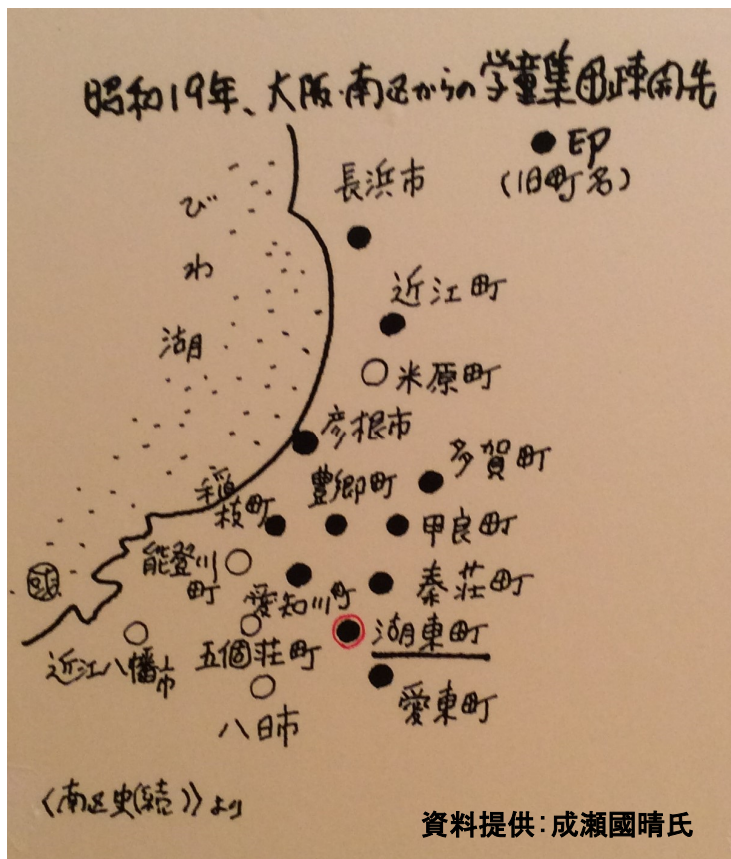 昭和19年、大阪・南区からの学童集団疎開先
●印
(旧町名)
長浜市
びわ湖
近江町
米原町
彦根市
多賀町
豊郷町
稲枝町
甲良町
能登川町
愛知川町
秦荘町
湖東町
五個荘町
近江八幡市
愛東町
八日市
《南区史(続)》より
資料提供:成瀬國晴氏